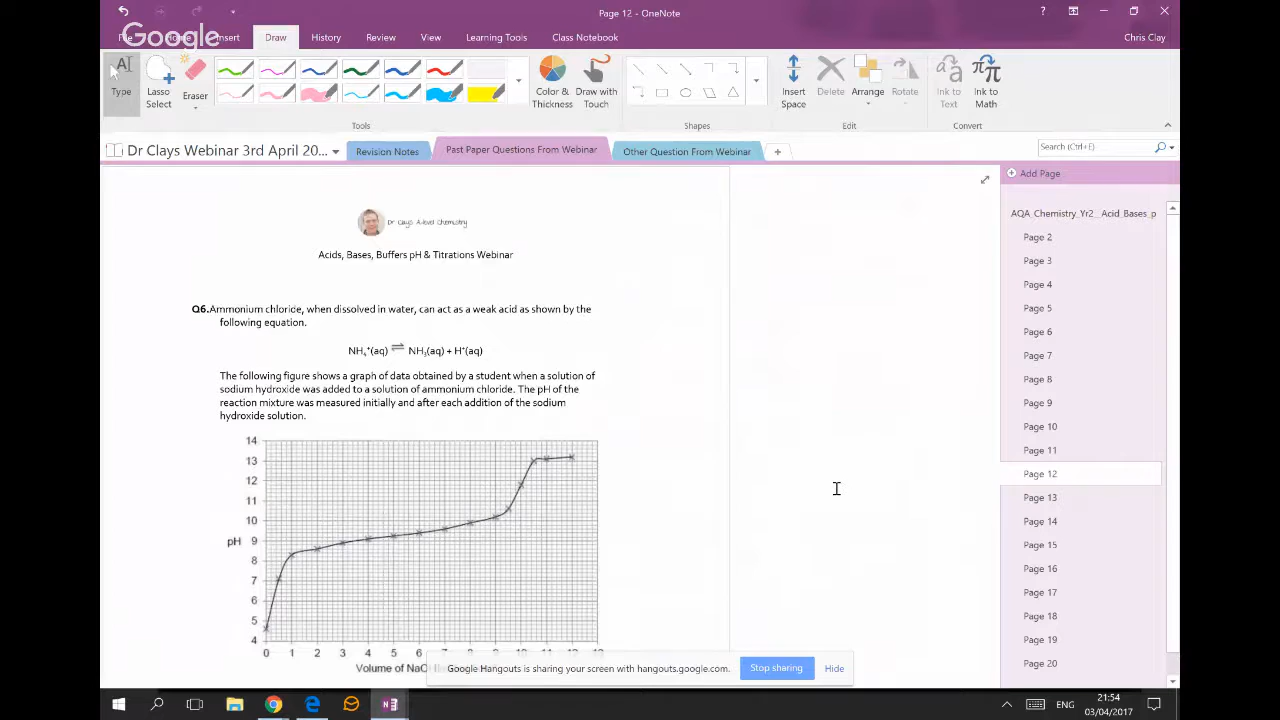 Page 12 - OneNote
Google
Insert
Draw
History
Review
View
Learning Tools
Class Notebook
Chris Clay
Type
Lasso Select
Eraser
Color & Thickness
Draw with Touch
Insert Space
Delete
Arrange
Rotate
Ink to Text
Ink to Math
Tools
Shapes
Edit
Convert
Dr Clays Webinar 3rd April 20...
Revision Notes
Past Paper Questions From Webinar
Other Question From Webinar
Search (Ctrl+E)
Add Page
AQA_Chemistry_Yr2_ Acid_Bases_p
Page 2
Page 3
Page 4
Page 5
Page 6
Page 7
Page 8
Page 9
Page 10
Page 11
Page 12
Page 13
Page 14
Page 15
Page 16
Page 17
Page 18
Page 19
Page 20
Dr Clays A-level Chemistry
Acids, Bases, Buffers pH & Titrations Webinar
Q6.Ammonium chloride, when dissolved in water, can act as a weak acid as shown by the
following equation.
NH₄⁺(aq) ⇌ NH₃(aq) + H⁺(aq)
The following figure shows a graph of data obtained by a student when a solution of
sodium hydroxide was added to a solution of ammonium chloride. The pH of the
reaction mixture was measured initially and after each addition of the sodium
hydroxide solution.
14
13
12
11
10
pH 9
8
7
6
5
4
0 1 2 3 4 5 6 7 8 9 10 11 12 13
Volume of NaO
Google Hangouts is sharing your screen with hangouts.google.com.
Stop sharing
Hide
ENG
21:54
03/04/2017